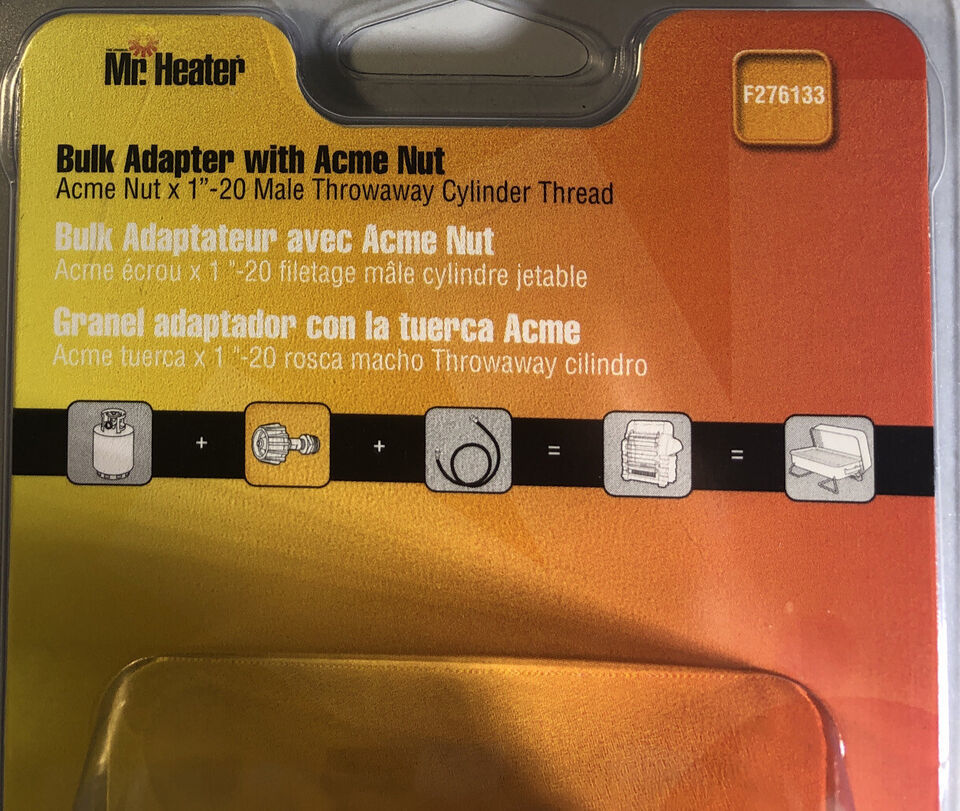 Mr. Heater
F276133
Bulk Adapter with Acme Nut
Acme Nut x 1"-20 Male Throwaway Cylinder Thread
Bulk Adaptateur avec Acme Nut
Acme écrou x 1 "-20 filetage mâle cylindre jetable
Granel adaptador con la tuerca Acme
Acme tuerca x 1 "-20 rosca macho Throwaway cilindro
+ + = =